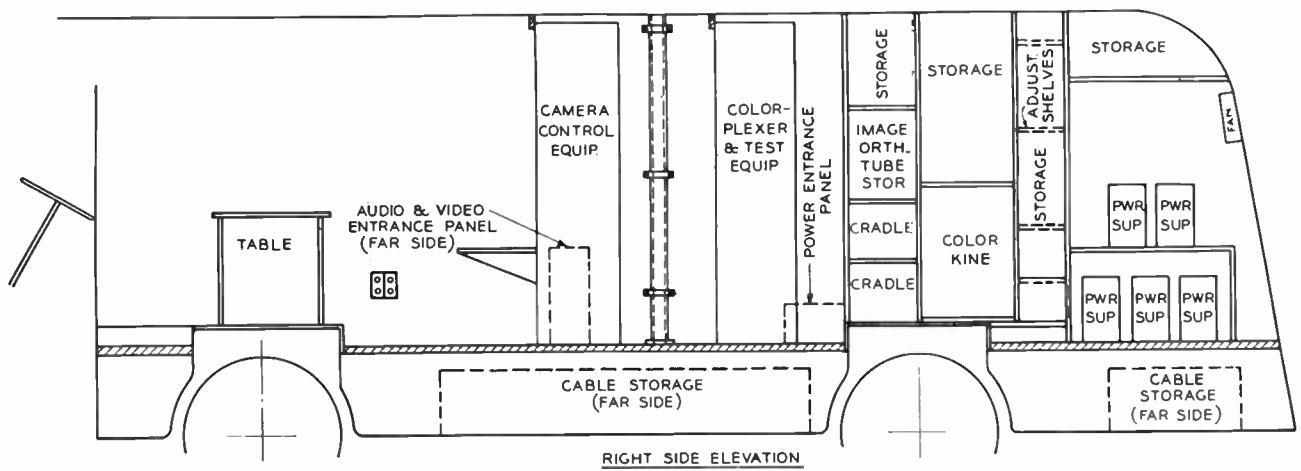 STORAGE
CAMERA
CONTROL
EQUIP.
COLOR-
PLEXER
& TEST
EQUIP
POWER ENTRANCE
PANEL
STORAGE
IMAGE
ORTH-
TUBE
STOR
CRADLE
CRADLE
STORAGE
COLOR
KINE
ADJUST.
SHELVES
STORAGE
FAN
PWR
SUP
PWR
SUP
PWR
SUP
PWR
SUP
PWR
SUP
TABLE
AUDIO & VIDEO
ENTRANCE PANEL
(FAR SIDE)
CABLE STORAGE
(FAR SIDE)
CABLE
STORAGE
(FAR SIDE)
RIGHT SIDE ELEVATION